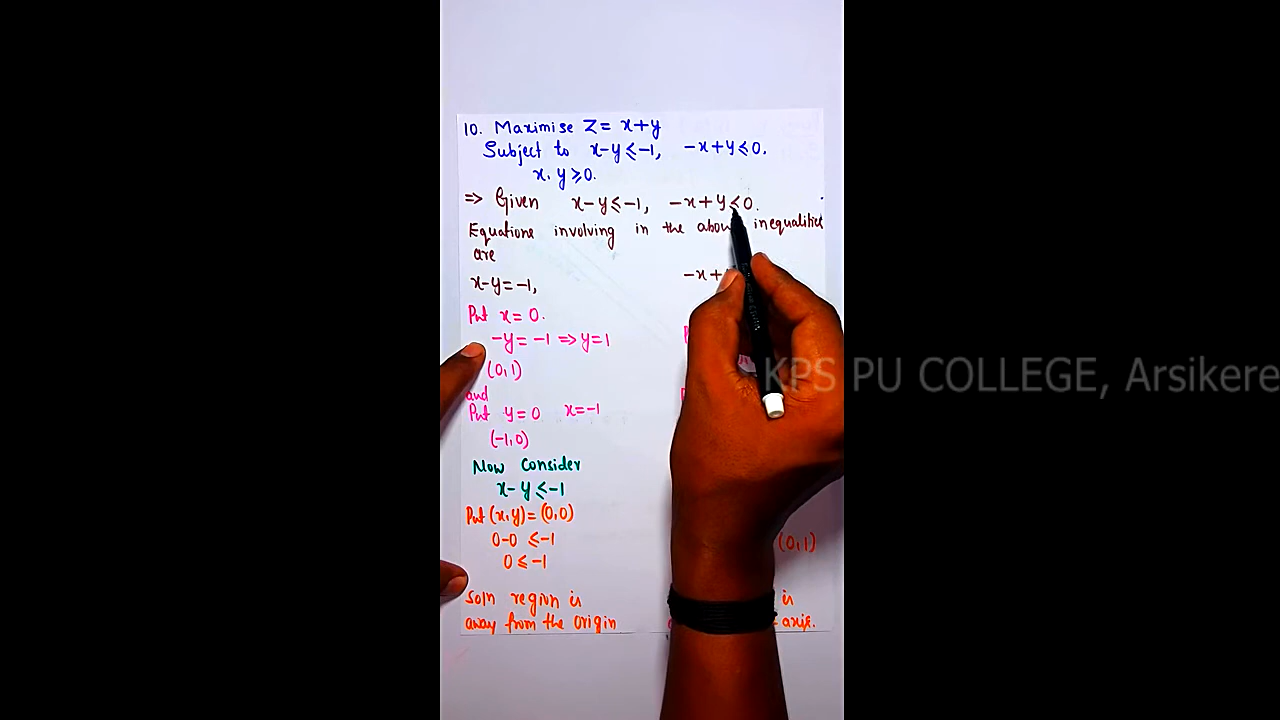 10. Maximise Z = x+y
Subject to x-y ≤ -1, -x+y ≤ 0.
x, y ≥ 0.
⇒ Given x-y ≤ -1, -x+y ≤ 0.
Equations involving in the above inequalities
are
x-y = -1, -x+
Put x = 0.
-y = -1 ⇒ y = 1
(0,1)
and
Put y = 0 x = -1
(-1,0)
Now consider
x-y ≤ -1
Put (x,y) = (0,0)
0-0 ≤ -1 (0,1)
0 ≤ -1
Soln region is is
away from the origin axis.
KPS PU COLLEGE, Arsikere